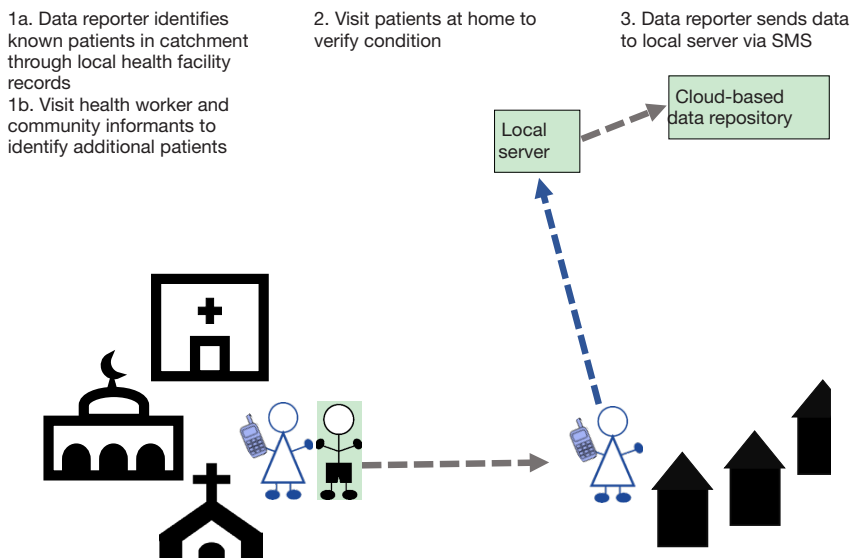 1a. Data reporter identifies
known patients in catchment
through local health facility
records
1b. Visit health worker and
community informants to
identify additional patients
2. Visit patients at home to
verify condition
3. Data reporter sends data
to local server via SMS
Local
server
Cloud-based
data repository